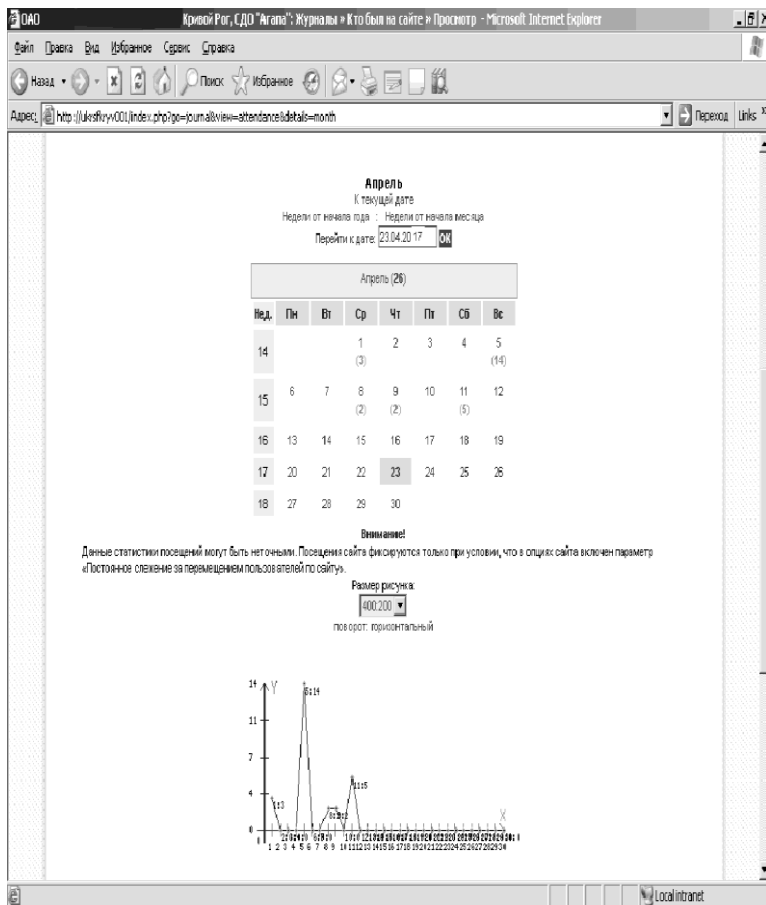 ОАО Кривой Рог, СДО "Агапа": Журналы » Кто был на сайте » Просмотр - Microsoft Internet Explorer
Файл Правка Вид Избранное Сервис Справка
Назад Поиск Избранное
Адрес: http://ukrsfkryv001/index.php?go=journal&view=attendance&details=month Переход Links
Апрель
К текущей дате
Недели от начала года : Недели от начала месяца
Перейти к дате: 23.04.2017 OK
Апрель (26)
Нед. Пн Вт Ср Чт Пт Сб Вс
14 1 2 3 4 5
(3) (14)
15 6 7 8 9 10 11 12
(2) (2) (5)
16 13 14 15 16 17 18 19
17 20 21 22 23 24 25 26
18 27 28 29 30
Внимание!
Данные статистики посещений могут быть неточными. Посещения сайта фиксируются только при условии, что в опциях сайта включен параметр
«Постоянное слежение за перемещением пользователей по сайту».
Размер рисунка:
400:200
поворот: горизонтальный
14 Y
5:14
11
7
11:5
4
1:3
X
0
0 1 2 3 4 5 6 7 8 9 10 11 12 13 14 15 16 17 18 19 20 21 22 23 24 25 26 27 28 29 30
Local intranet